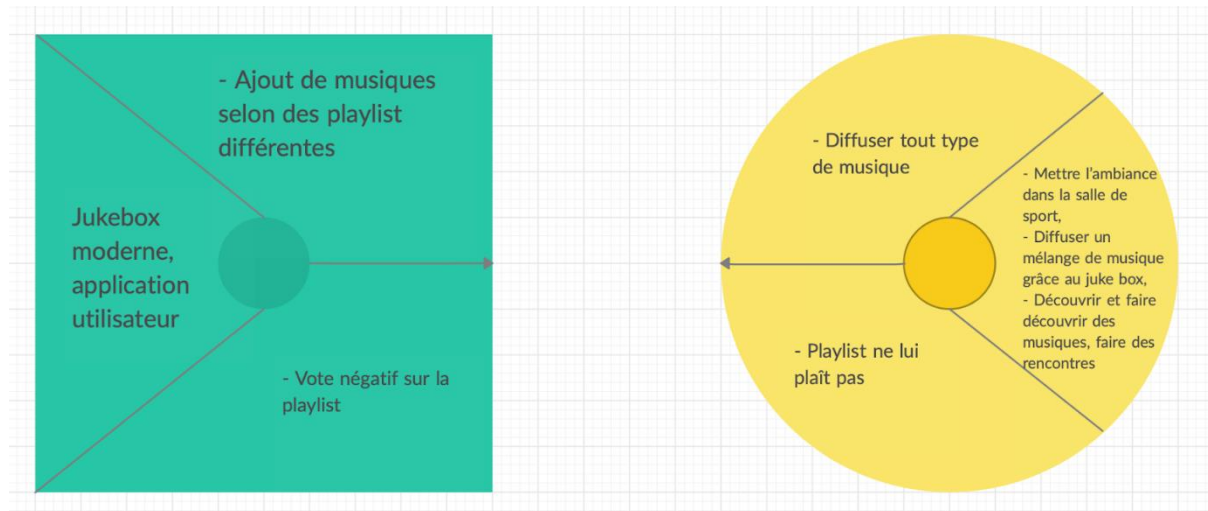 - Ajout de musiques
selon des playlist
différentes
Jukebox
moderne,
application
utilisateur
- Vote négatif sur la
playlist
- Diffuser tout type
de musique
- Mettre l’ambiance
dans la salle de
sport,
- Diffuser un
mélange de musique
grâce au juke box,
- Découvrir et faire
découvrir des
musiques, faire des
rencontres
- Playlist ne lui
plaît pas